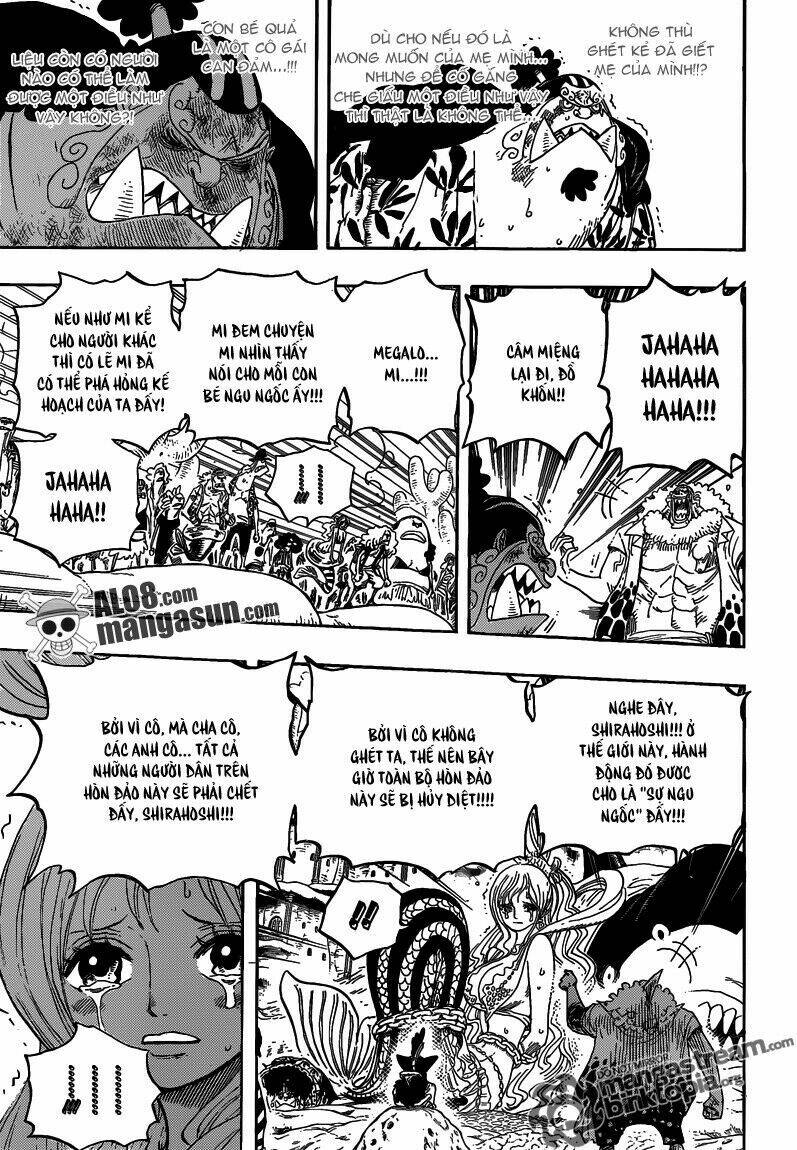 KHÔNG THÙ
GHÉT KẺ ĐÃ GIẾT
MẸ CỦA MÌNH!!?
DÙ CHO NẾU ĐÓ LÀ
MONG MUỐN CỦA MẸ MÌNH...
NHƯNG ĐỂ CỐ GẮNG
CHE GIẤU MỘT ĐIỀU NHƯ VẬY
THÌ THẬT LÀ KHÔNG THỂ...
CON BÉ QUẢ
LÀ MỘT CÔ GÁI
CAN ĐẢM...!!!
LIỆU CÒN CÓ NGƯỜI
NÀO CÓ THỂ LÀM
ĐƯỢC MỘT ĐIỀU NHƯ
VẬY KHÔNG?!
JAHAHA
HAHAHA
HAHA!!!
CÂM MIỆNG
LẠI ĐI, ĐỒ
KHỐN!!
MEGALO...
MI...!!!
MI ĐEM CHUYỆN
MI NHÌN THẤY
NÓI CHO MỖI CON
BÉ NGU NGỐC ẤY!!!
NẾU NHƯ MI KỂ
CHO NGƯỜI KHÁC
THÌ CÓ LẼ MI ĐÃ
CÓ THỂ PHÁ HỎNG KẾ
HOẠCH CỦA TA ĐẤY!
!!!
JAHAHA
HAHA!!
AL08.com
mangasun.com
NGHE ĐÂY,
SHIRAHOSHI!!! Ở
THẾ GIỚI NÀY, HÀNH
ĐỘNG ĐÓ ĐƯỢC
CHO LÀ "SỰ NGU
NGỐC" ĐẤY!!!
BỞI VÌ CÔ KHÔNG
GHÉT TA, THẾ NÊN BÂY
GIỜ TOÀN BỘ HÒN ĐẢO
NÀY SẼ BỊ HỦY DIỆT!!!!
!!
BỞI VÌ CÔ, MÀ CHA CÔ,
CÁC ANH CÔ... TẤT CẢ
NHỮNG NGƯỜI DÂN TRÊN
HÒN ĐẢO NÀY SẼ PHẢI CHẾT
ĐẤY, SHIRAHOSHI!!!
!!!
mangastream.com
binktopia.org